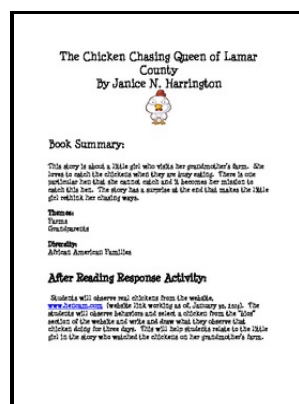 The Chicken Chasing Queen of Lamar
County
By Janice N. Harrington
Book Summary:
This story is about a little girl who visits her grandmother's farm. She
loves to catch the chickens when they are busy eating. There is one
particular hen that she cannot catch and it becomes her mission to
catch this hen. The story has a surprise at the end that makes the little
girl rethink her chasing ways.
Themes:
Farms
Grandparents
Diversity:
African American Families
After Reading Response Activity:
Students will observe real chickens from the website,
www.hencam.com (website link working as of, January 30, 2013). The
students will observe behaviors and select a chicken from the "bios"
section of the website and write and draw what they observe that
chicken doing for three days. This will help students relate to the little
girl in the story who watched the chickens on her grandmother's farm.